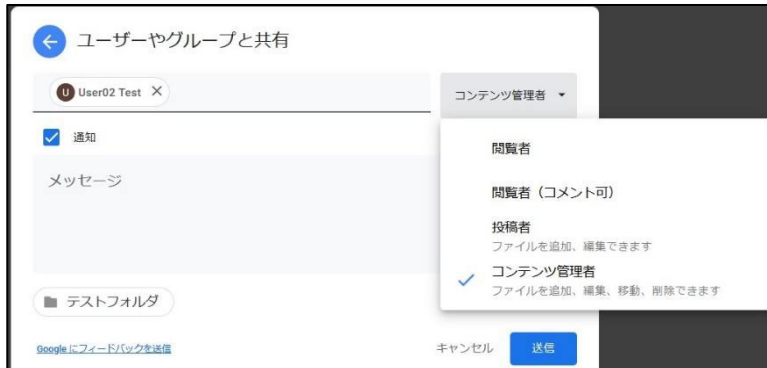 ユーザーやグループと共有
U User02 Test ×
コンテンツ管理者
通知
メッセージ
閲覧者
閲覧者（コメント可）
投稿者
ファイルを追加、編集できます
コンテンツ管理者
ファイルを追加、編集、移動、削除できます
テストフォルダ
Google にフィードバックを送信
キャンセル
送信